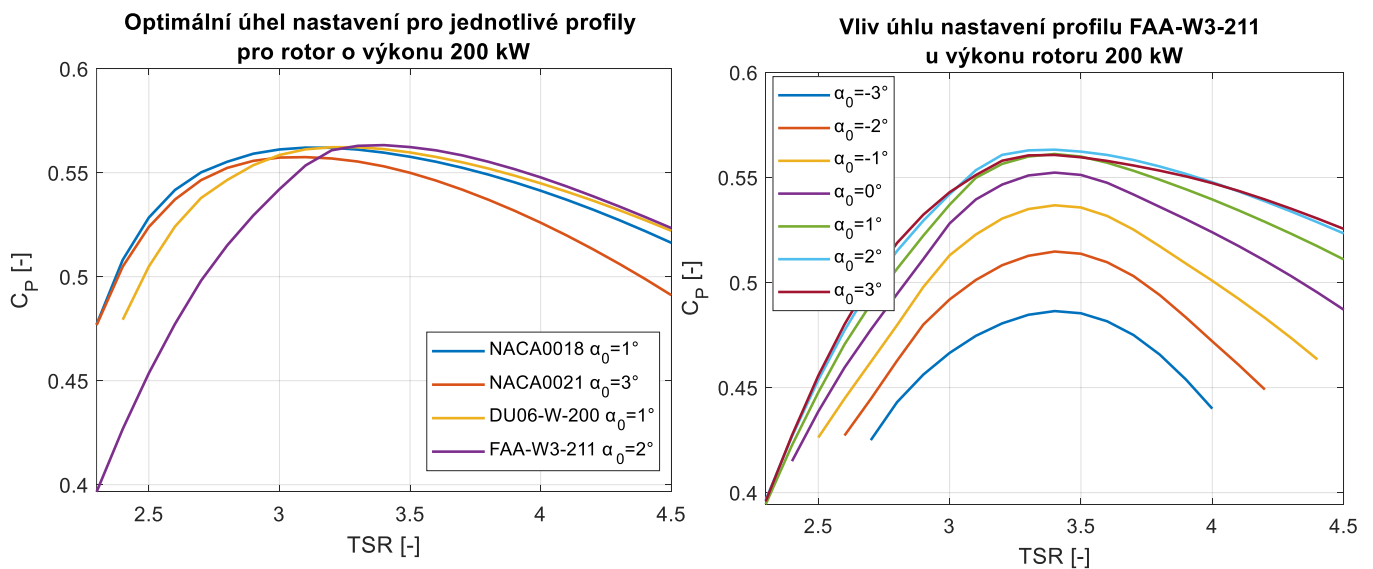 Optimální úhel nastavení pro jednotlivé profily
pro rotor o výkonu 200 kW
0.6
0.55
0.5
0.45
0.4
C_P [-]
2.5
3
3.5
4
4.5
TSR [-]
NACA0018 α₀=1°
NACA0021 α₀=3°
DU06-W-200 α₀=1°
FAA-W3-211 α₀=2°
Vliv úhlu nastavení profilu FAA-W3-211
u výkonu rotoru 200 kW
0.6
0.55
0.5
0.45
0.4
C_P [-]
α₀=-3°
α₀=-2°
α₀=-1°
α₀=0°
α₀=1°
α₀=2°
α₀=3°
2.5
3
3.5
4
4.5
TSR [-]